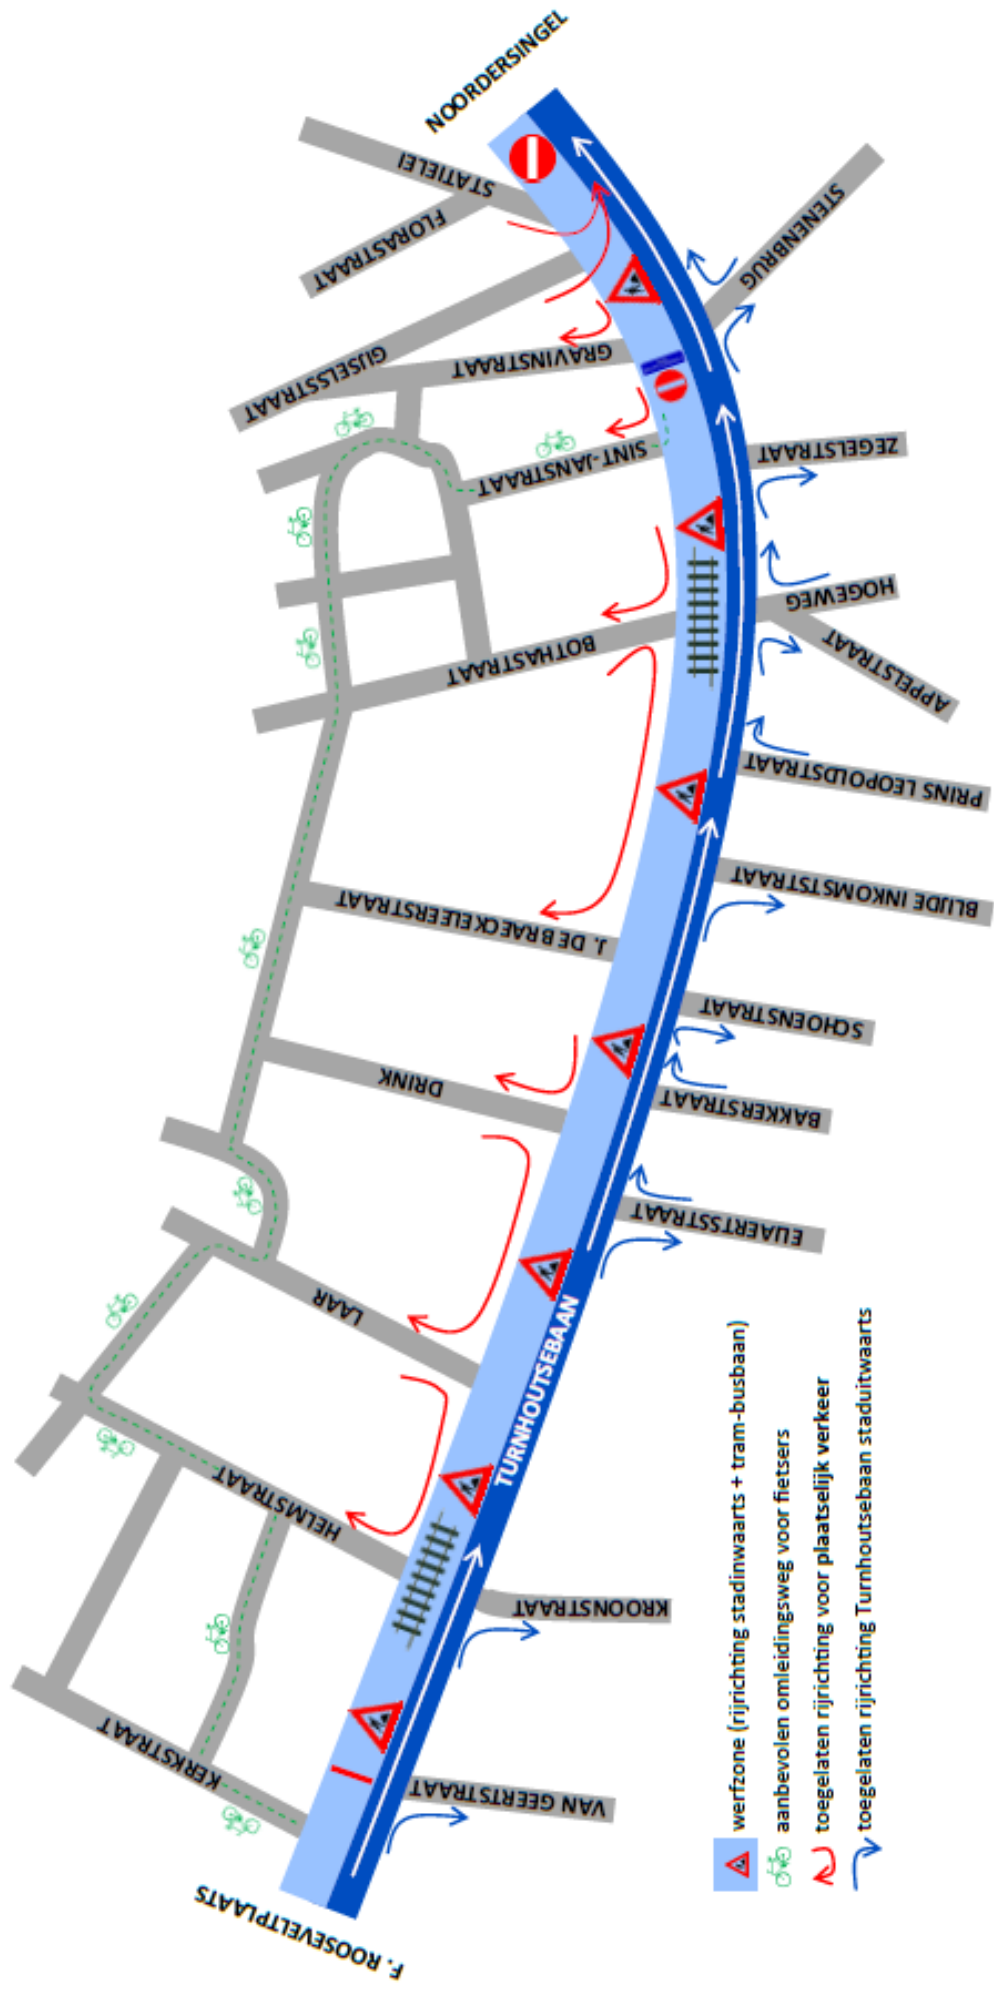 NOORDERSINGEL
STATIELEI
FLORASTRAAT
GIJSELSSTRAAT
GRAVINSTRAAT
SINT-JANSTRAAT
BOTHASTRAAT
J. DE BRAECKELEERSTRAAT
DRINK
LAAR
HELMSTRAAT
KERKSTRAAT
F. ROOSEVELTPLAATS
TURNHOUTSEBAAN
STENENBRUG
ZEGELSTRAAT
HOGEWEG
APPELSTRAAT
PRINS LEOPOLDSTRAAT
BLIJDE INKOMSTSTRAAT
SCHOENSTRAAT
BAKKERSTRAAT
EIJAERTSSTRAAT
KROONSTRAAT
VAN GEERTSTRAAT
werfzone (rijrichting stadinwaarts + tram-busbaan)
aanbevolen omleidingsweg voor fietsers
toegelaten rijrichting voor plaatselijk verkeer
toegelaten rijrichting Turnhoutsebaan staduitwaarts